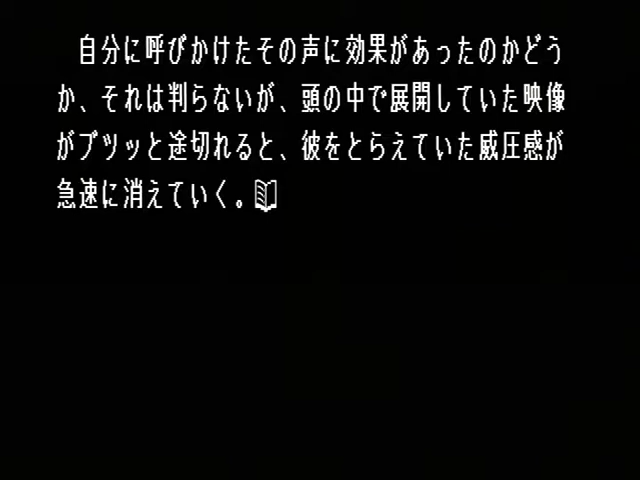 自分に呼びかけたその声に効果があったのかどう
か、それは判らないが、頭の中で展開していた映像
がブツッと途切れると、彼をとらえていた威圧感が
急速に消えていく。